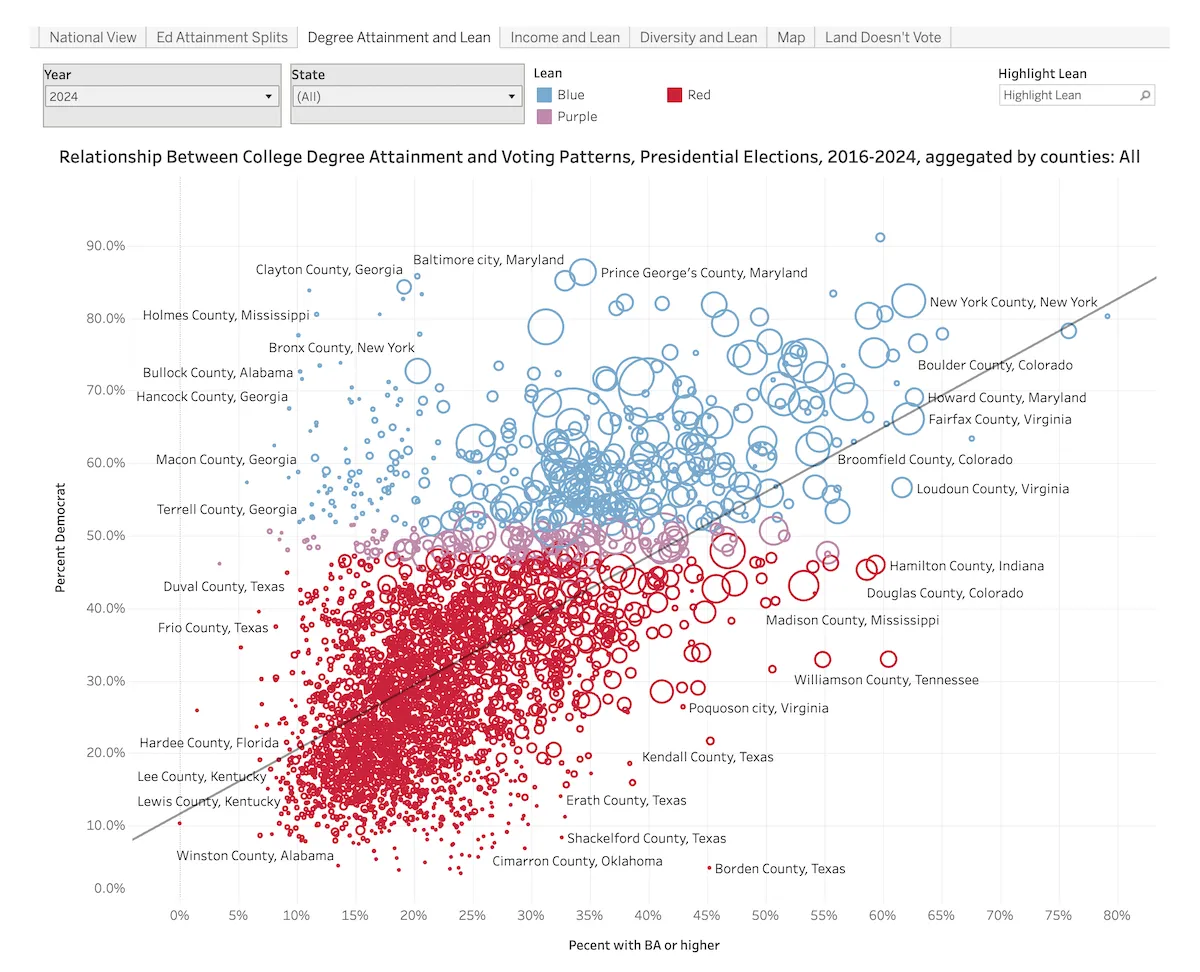 National View
Ed Attainment Splits
Degree Attainment and Lean
Income and Lean
Diversity and Lean
Map
Land Doesn't Vote
Year
2024
State
(All)
Lean
Blue
Red
Purple
Highlight Lean
Highlight Lean
Relationship Between College Degree Attainment and Voting Patterns, Presidential Elections, 2016-2024, aggegated by counties: All
Percent Democrat
90.0%
80.0%
70.0%
60.0%
50.0%
40.0%
30.0%
20.0%
10.0%
0.0%
Baltimore city, Maryland
Clayton County, Georgia
Prince George’s County, Maryland
New York County, New York
Holmes County, Mississippi
Bronx County, New York
Boulder County, Colorado
Bullock County, Alabama
Hancock County, Georgia
Howard County, Maryland
Fairfax County, Virginia
Macon County, Georgia
Broomfield County, Colorado
Loudoun County, Virginia
Terrell County, Georgia
Hamilton County, Indiana
Duval County, Texas
Douglas County, Colorado
Madison County, Mississippi
Frio County, Texas
Williamson County, Tennessee
Poquoson city, Virginia
Hardee County, Florida
Kendall County, Texas
Lee County, Kentucky
Lewis County, Kentucky
Erath County, Texas
Shackelford County, Texas
Winston County, Alabama
Cimarron County, Oklahoma
Borden County, Texas
0%
5%
10%
15%
20%
25%
30%
35%
40%
45%
50%
55%
60%
65%
70%
75%
80%
Pecent with BA or higher